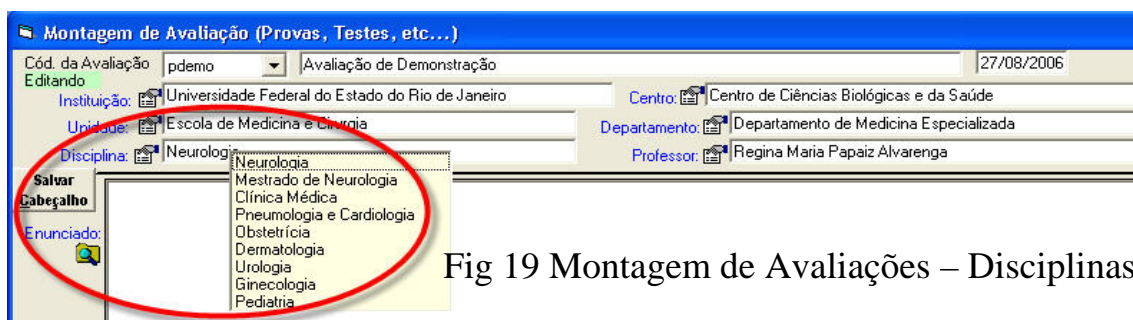 Montagem de Avaliação (Provas, Testes, etc...)
Cód. da Avaliação pdemo Avaliação de Demonstração 27/08/2006
Editando
Instituição: Universidade Federal do Estado do Rio de Janeiro Centro: Centro de Ciências Biológicas e da Saúde
Unidade: Escola de Medicina e Cirurgia Departamento: Departamento de Medicina Especializada
Disciplina: Neurologia Professor: Regina Maria Papaiz Alvarenga
Neurologia
Mestrado de Neurologia
Clínica Médica
Pneumologia e Cardiologia
Obstetrícia
Dermatologia
Urologia
Ginecologia
Pediatria
Salvar
Cabeçalho
Enunciado:
Fig 19 Montagem de Avaliações – Disciplinas